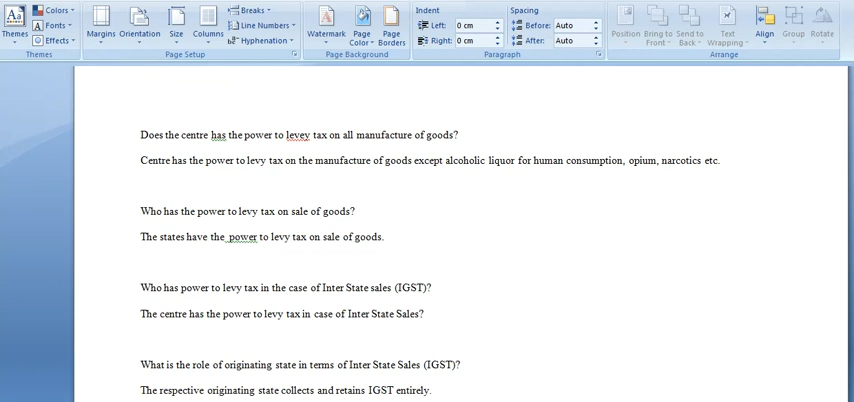 Colors
Fonts
Effects
Themes
Themes
Margins
Orientation
Size
Columns
Breaks
Line Numbers
Hyphenation
Page Setup
Watermark
Page Color
Page Borders
Page Background
Indent
Left: 0 cm
Right: 0 cm
Spacing
Before: Auto
After: Auto
Paragraph
Position
Bring to Front
Send to Back
Text Wrapping
Align
Group
Rotate
Arrange
Does the centre has the power to levey tax on all manufacture of goods?
Centre has the power to levy tax on the manufacture of goods except alcoholic liquor for human consumption, opium, narcotics etc.
Who has the power to levy tax on sale of goods?
The states have the power to levy tax on sale of goods.
Who has power to levy tax in the case of Inter State sales (IGST)?
The centre has the power to levy tax in case of Inter State Sales?
What is the role of originating state in terms of Inter State Sales (IGST)?
The respective originating state collects and retains IGST entirely.